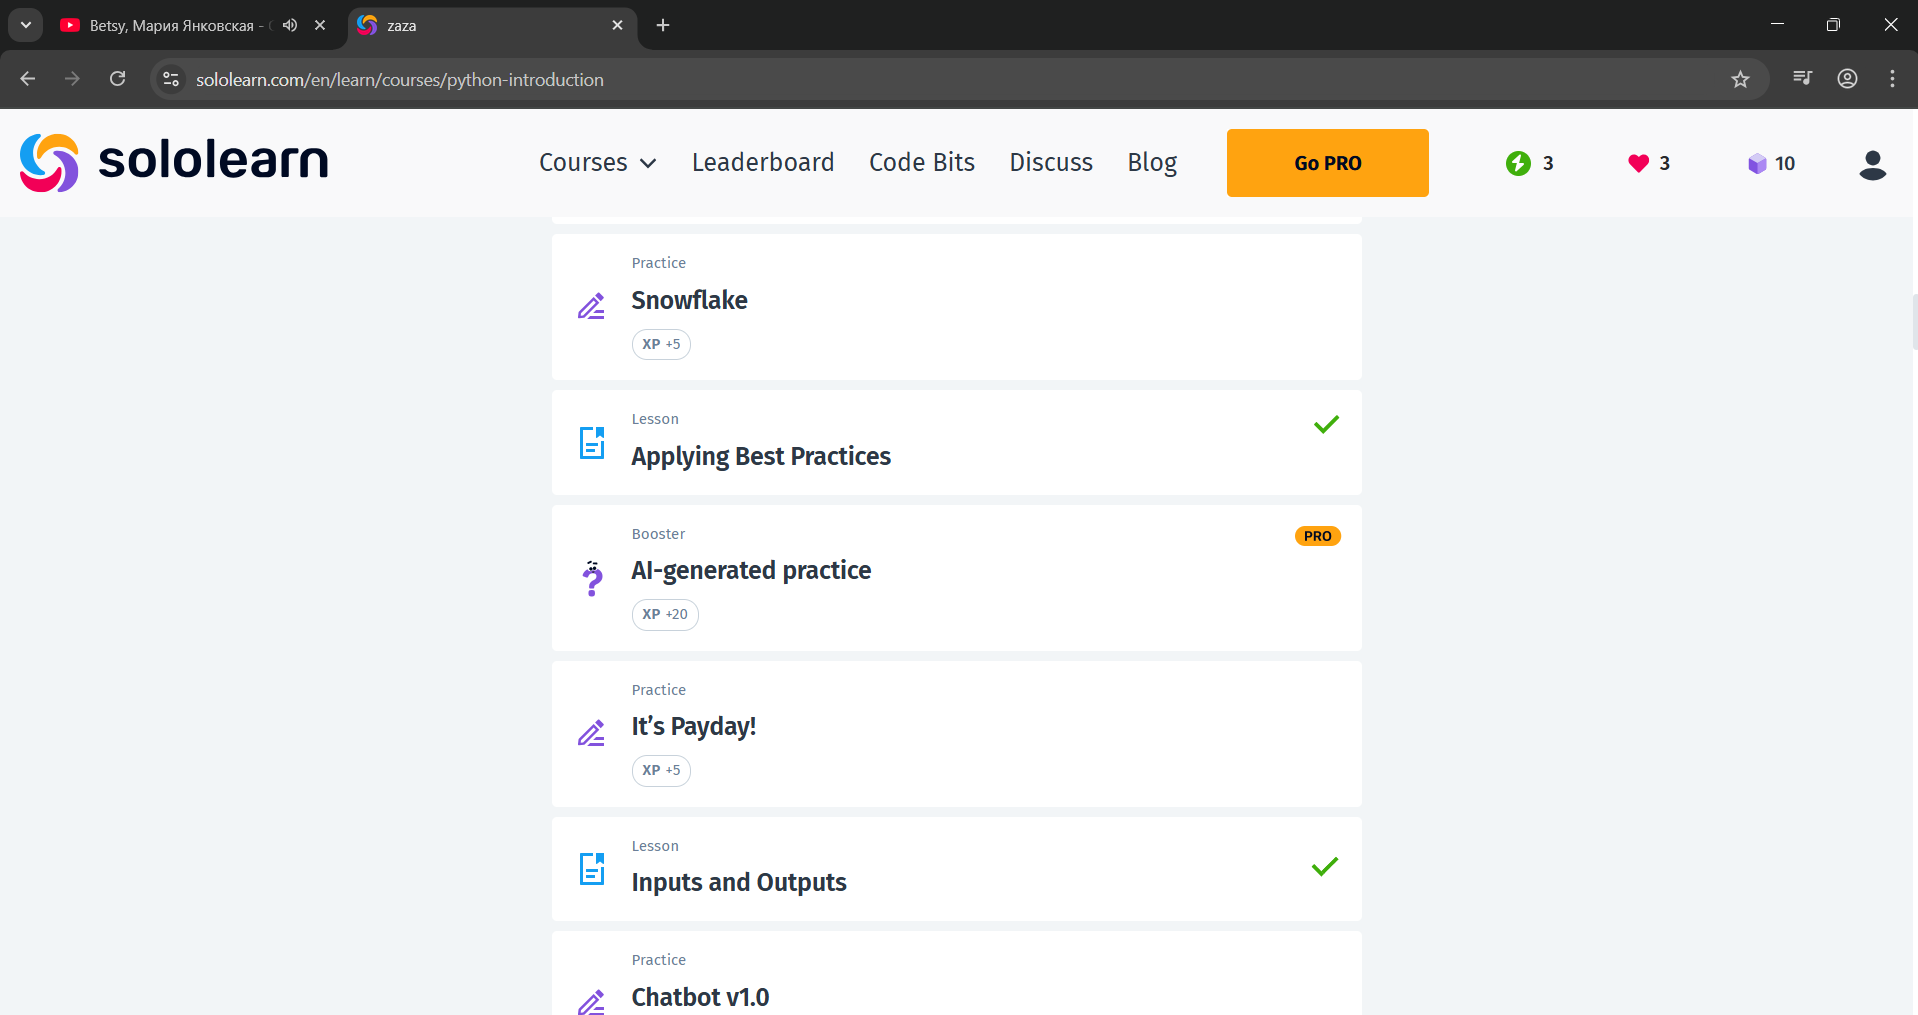 Betsy, Мария Янковская -
zaza
sololearn.com/en/learn/courses/python-introduction
sololearn
Courses
Leaderboard
Code Bits
Discuss
Blog
Go PRO
3
3
10
Practice
Snowflake
XP +5
Lesson
Applying Best Practices
Booster
PRO
AI-generated practice
XP +20
Practice
It’s Payday!
XP +5
Lesson
Inputs and Outputs
Practice
Chatbot v1.0